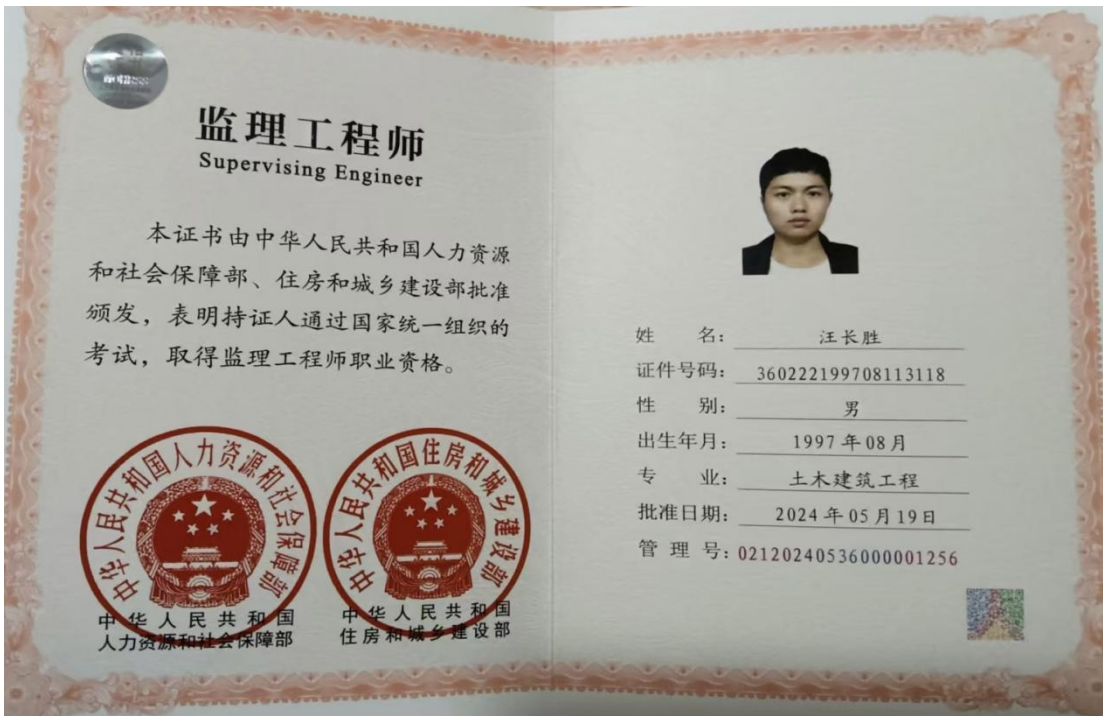 监理工程师
Supervising Engineer
本证书由中华人民共和国人力资源
和社会保障部、住房和城乡建设部批准
颁发，表明持证人通过国家统一组织的
考试，取得监理工程师职业资格。
中华人民共和国人力资源和社会保障部
中华人民共和国住房和城乡建设部
中华人民共和国
人力资源和社会保障部
中华人民共和国
住房和城乡建设部
姓 名：汪长胜
证件号码：360222199708113118
性 别：男
出生年月：1997年08月
专 业：土木建筑工程
批准日期：2024年05月19日
管 理 号：02120240536000001256